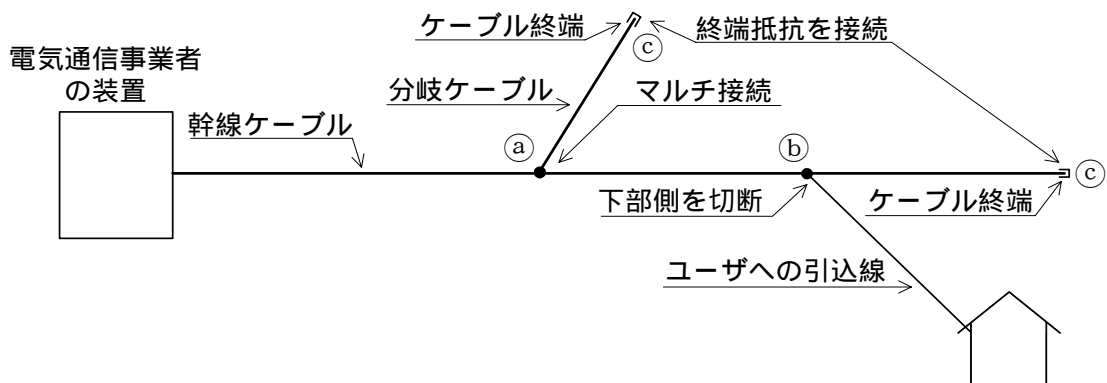 ケーブル終端
終端抵抗を接続
電気通信事業者
の装置
ⓒ
分岐ケーブル
マルチ接続
幹線ケーブル
ⓐ
ⓑ
ⓒ
下部側を切断
ケーブル終端
ユーザへの引込線